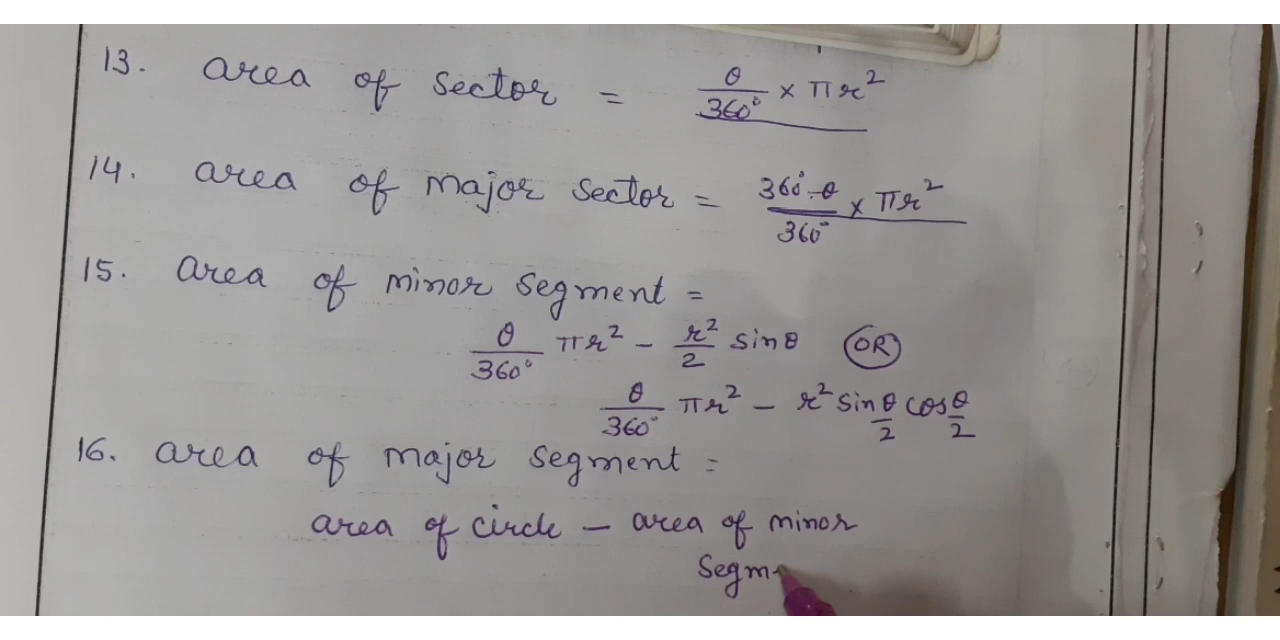 13. area of Sector = θ/360° × πr²
14. area of major sector = 360°-θ/360° × πr²
15. area of minor segment =
θ/360° πr² – r²/2 sinθ OR
θ/360° πr² – r² sin θ/2 cos θ/2
16. area of major segment =
area of circle – area of minor
Segm